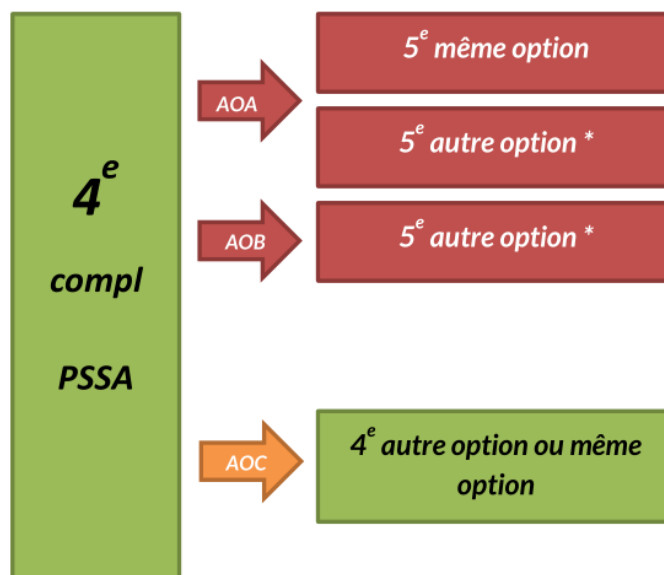 4e
compl
PSSA
AOA
5e même option
5e autre option *
AOB
5e autre option *
AOC
4e autre option ou même
option